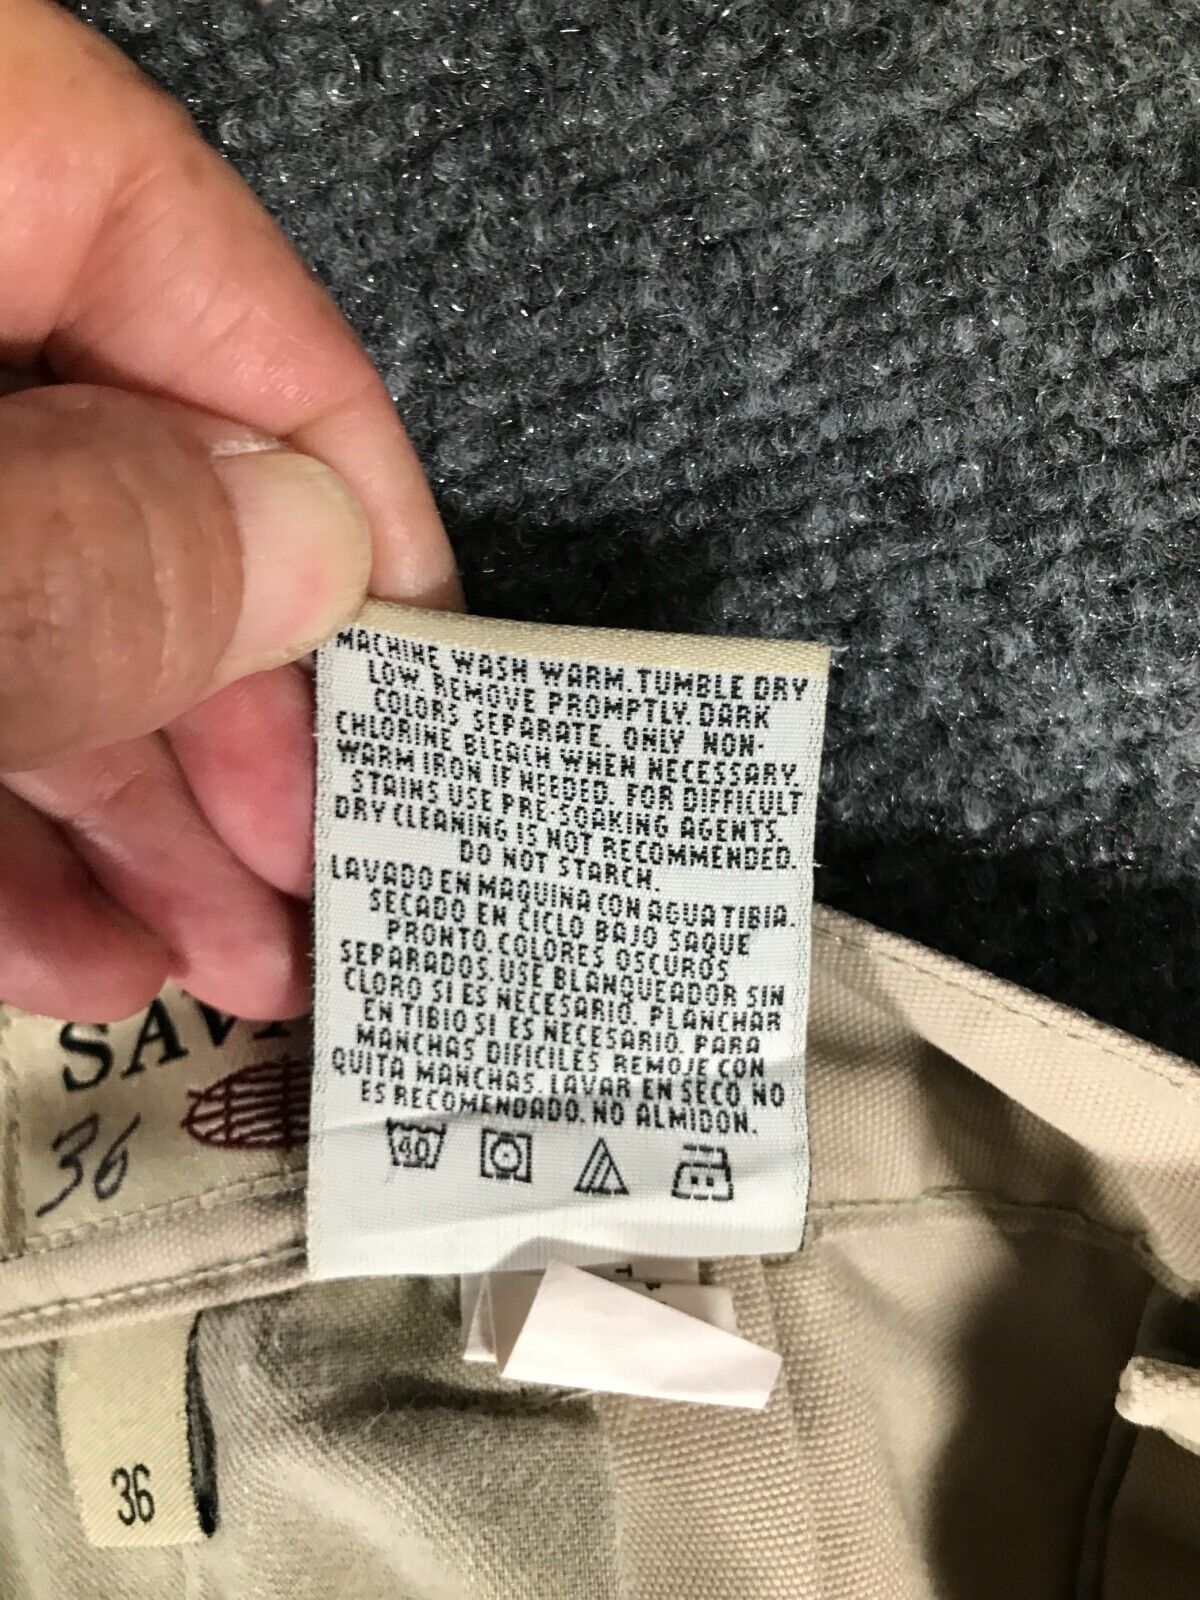 MACHINE WASH WARM. TUMBLE DRY
LOW. REMOVE PROMPTLY. DARK
COLORS SEPARATE. ONLY NON-
CHLORINE BLEACH WHEN NECESSARY.
WARM IRON IF NEEDED. FOR DIFFICULT
STAINS USE PRE-SOAKING AGENTS.
DRY CLEANING IS NOT RECOMMENDED.
DO NOT STARCH.
LAVADO EN MAQUINA CON AGUA TIBIA.
SECADO EN CICLO BAJO SAQUE
PRONTO. COLORES OSCUROS
SEPARADOS. USE BLANQUEADOR SIN
CLORO SI ES NECESARIO. PLANCHAR
EN TIBIO SI ES NECESARIO. PARA
MANCHAS DIFICILES REMOJE CON
QUITA MANCHAS. LAVAR EN SECO NO
ES RECOMENDADO. NO ALMIDON.
40
36
36